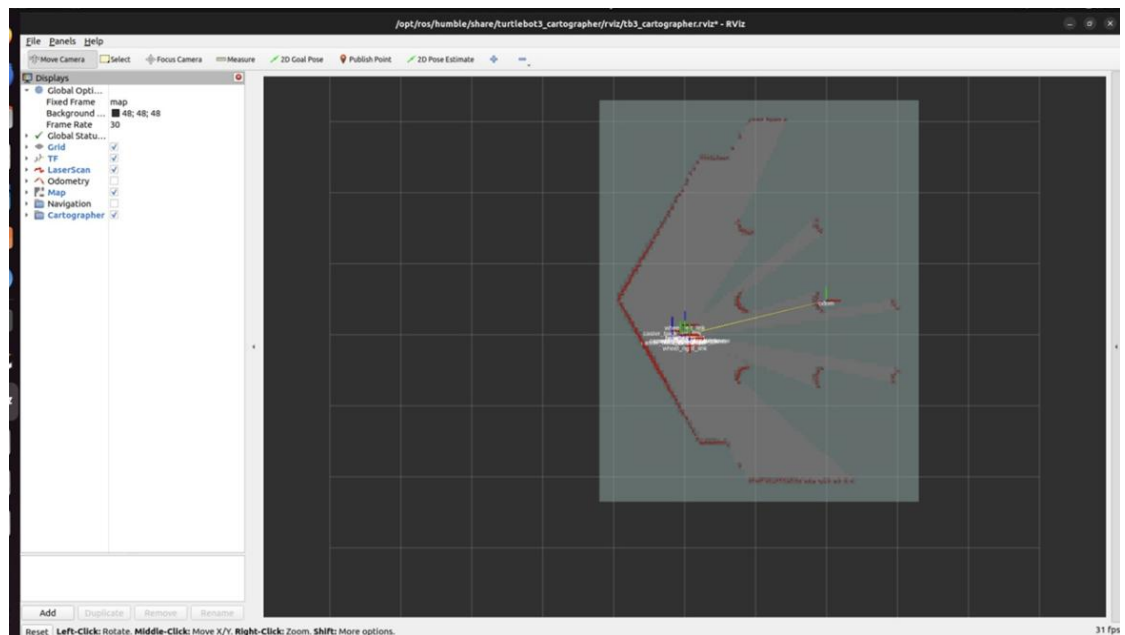 /opt/ros/humble/share/turtlebot3_cartographer/rviz/tb3_cartographer.rviz* - RViz
File Panels Help
Move Camera Select Focus Camera Measure 2D Goal Pose Publish Point 2D Pose Estimate
Displays
Global Opti...
Fixed Frame map
Background ... 48; 48; 48
Frame Rate 30
Global Statu...
Grid
TF
LaserScan
Odometry
Map
Navigation
Cartographer
odom
wheel_right_link
Add Duplicate Remove Rename
Reset Left-Click: Rotate. Middle-Click: Move X/Y. Right-Click: Zoom. Shift: More options. 31 fps